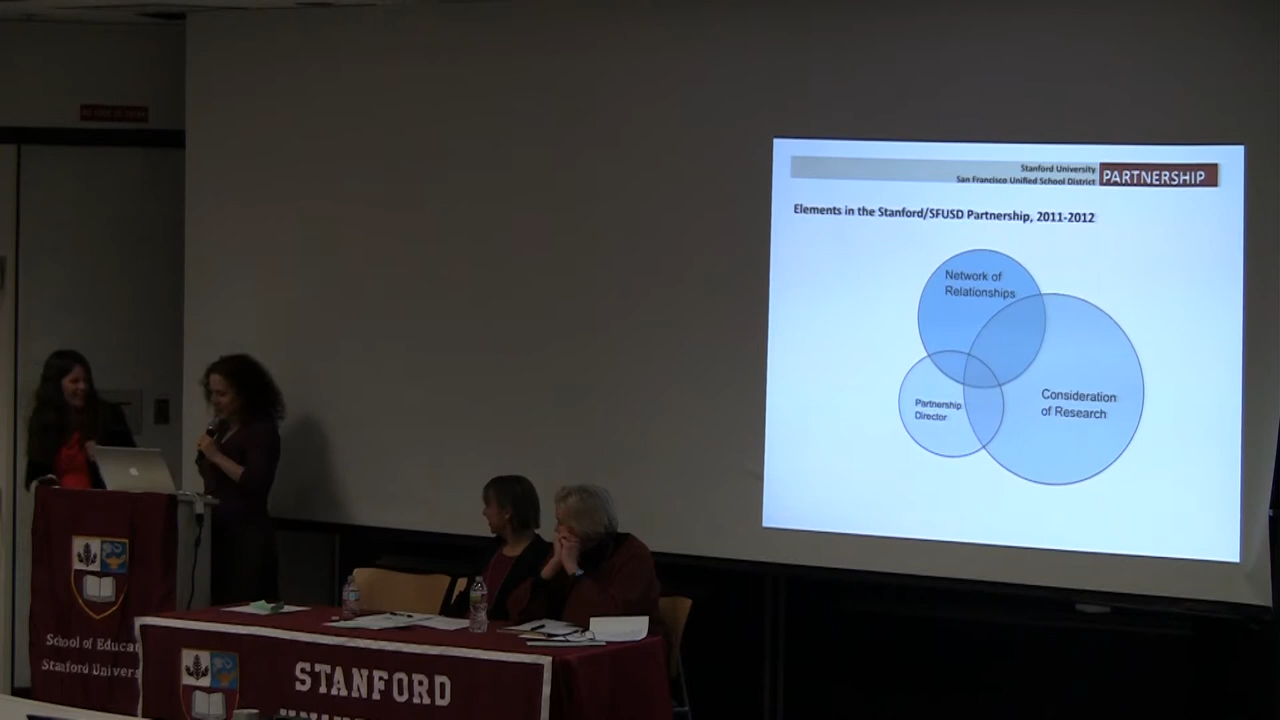 Stanford University
San Francisco Unified School District
PARTNERSHIP
Elements in the Stanford/SFUSD Partnership, 2011-2012
Network of
Relationships
Consideration
of Research
Partnership
Director
School of Educat
Stanford Univers
STANFORD